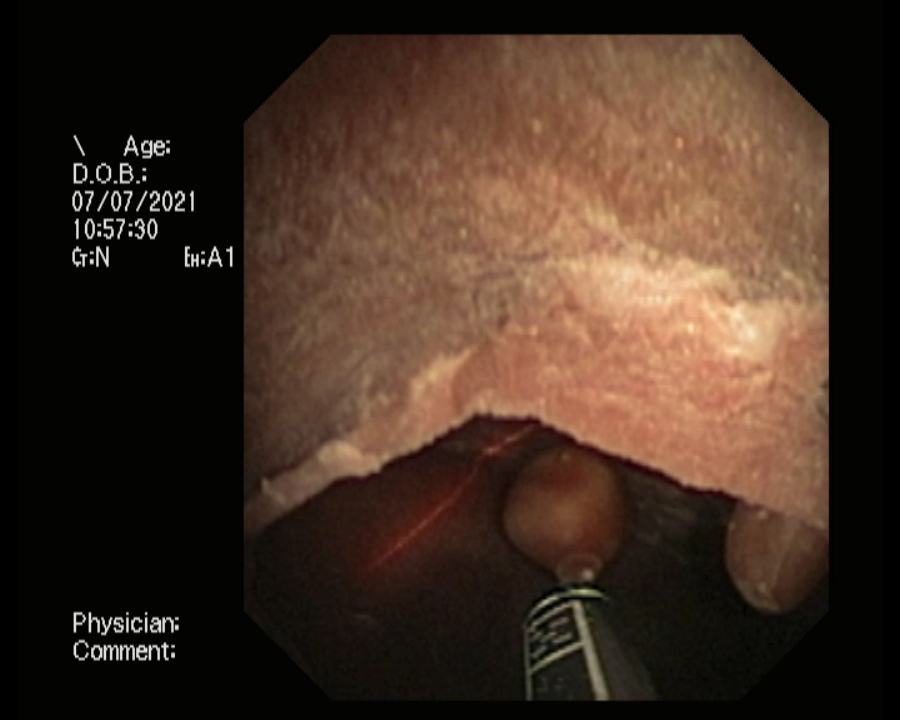 \ Age:
D.O.B.:
07/07/2021
10:57:30
Cr:N EH:A1
Physician:
Comment: